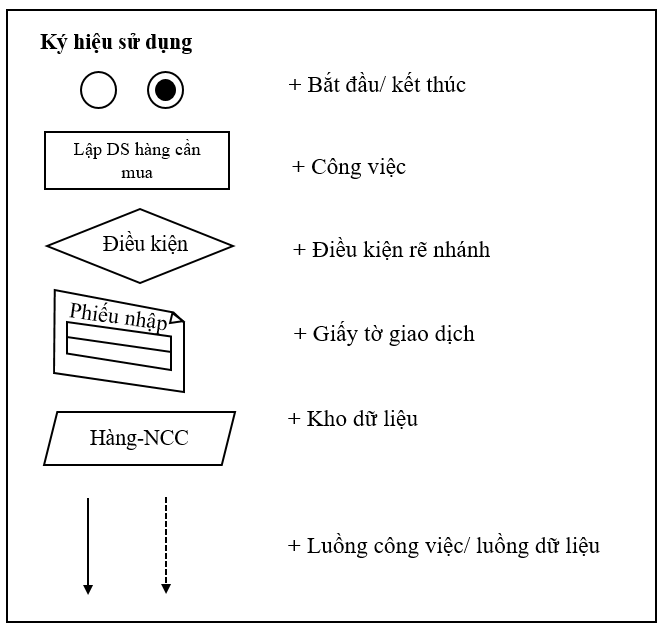 Ký hiệu sử dụng
+ Bắt đầu/ kết thúc
Lập DS hàng cần
mua
+ Công việc
Điều kiện
+ Điều kiện rẽ nhánh
Phiếu nhập
+ Giấy tờ giao dịch
Hàng-NCC
+ Kho dữ liệu
+ Luồng công việc/ luồng dữ liệu